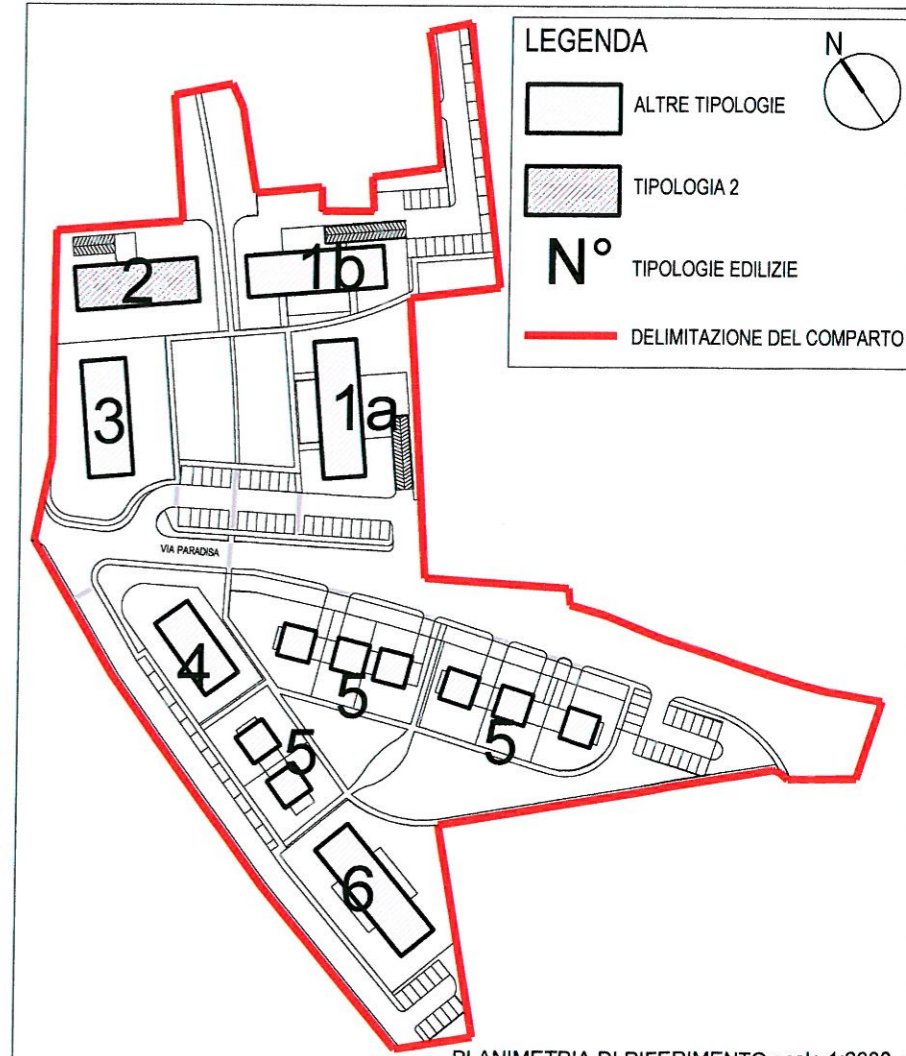 LEGENDA
N
ALTRE TIPOLOGIE
TIPOLOGIA 2
N° TIPOLOGIE EDILIZIE
DELIMITAZIONE DEL COMPARTO
2
1b
3
1a
VIA PARADISA
4
5
5
5
6
PLANIMETRIA DI RIFERIMENTO